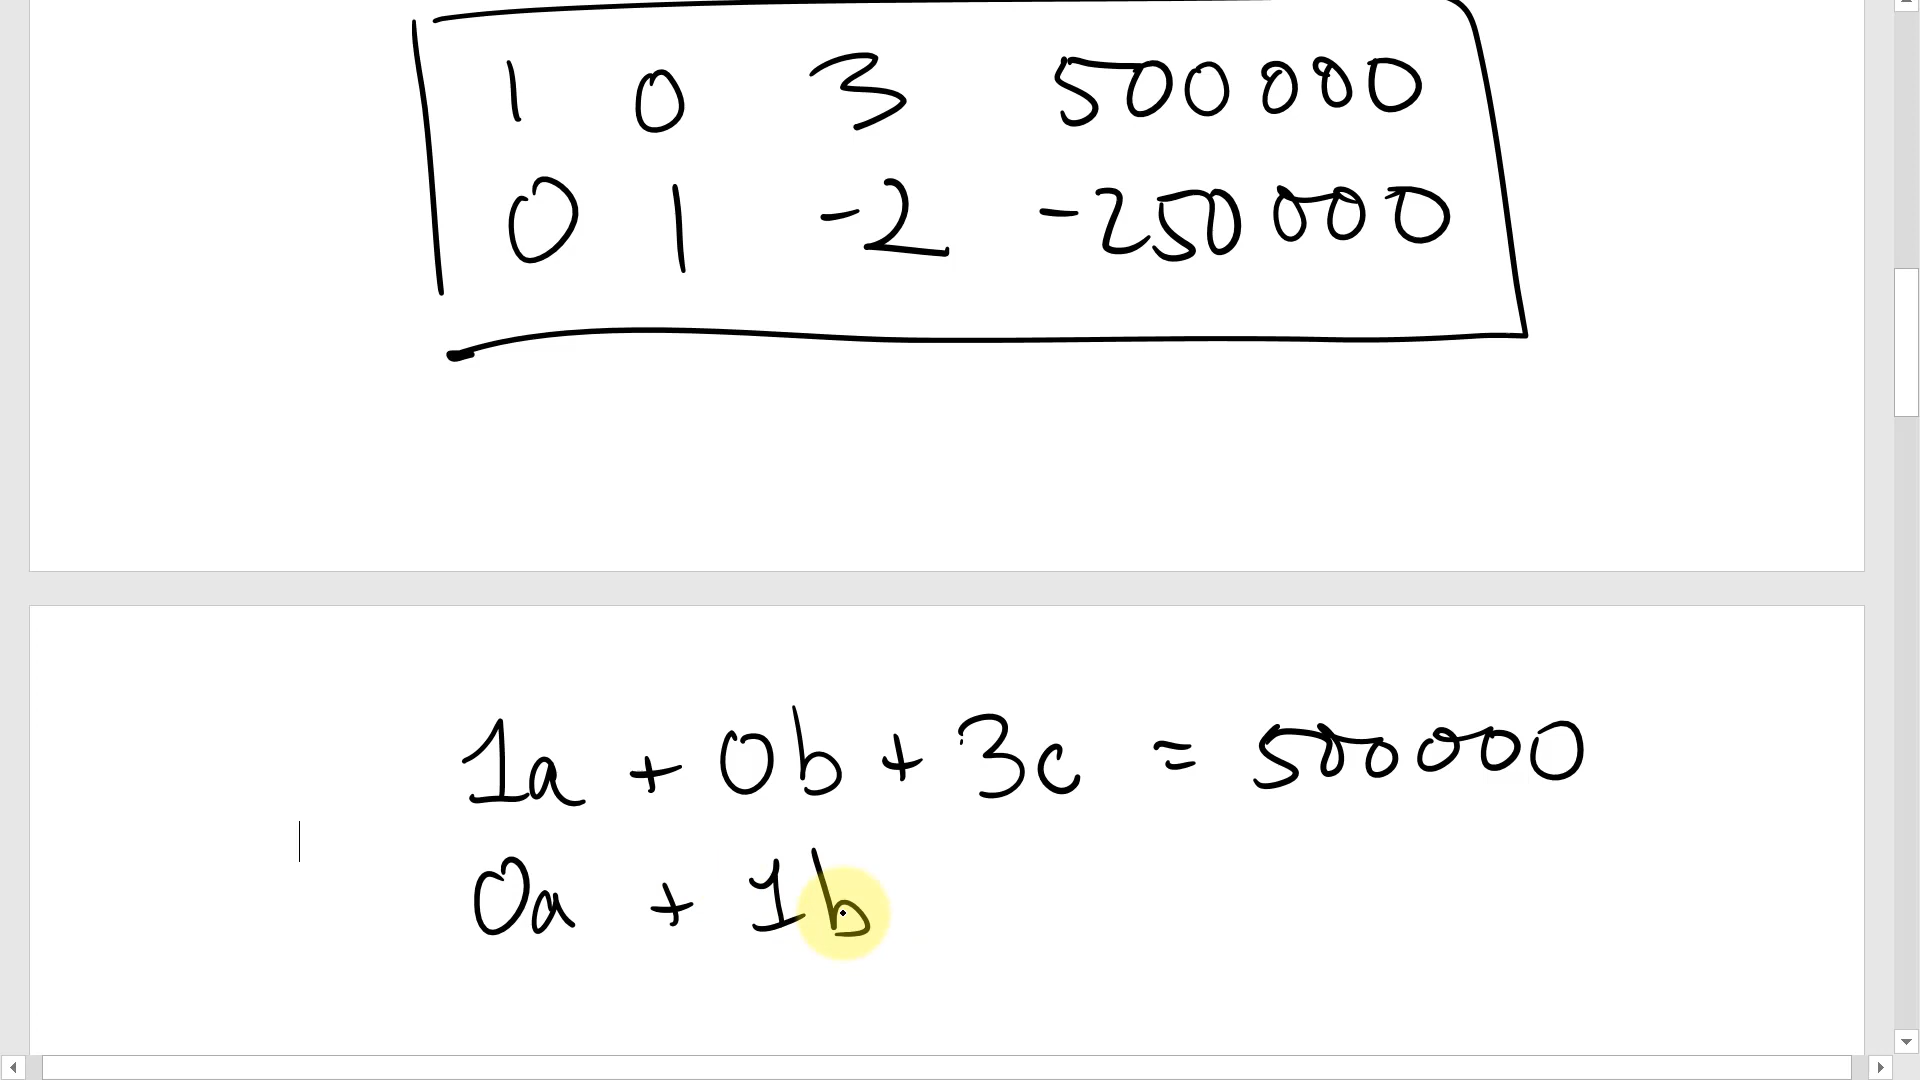 1 0 3 500000
0 1 -2 -250000
1a + 0b + 3c = 500000
0a + 1b